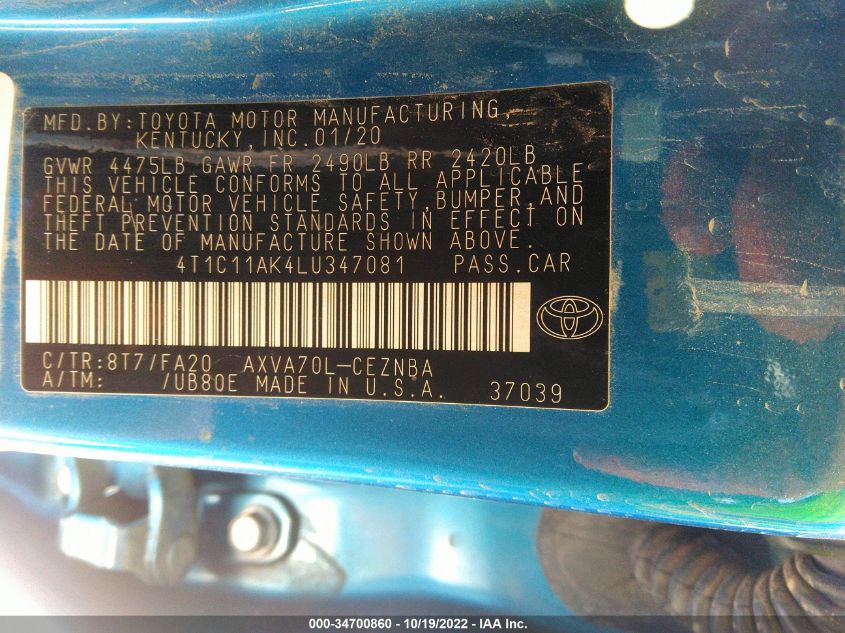 MFD.BY:TOYOTA MOTOR MANUFACTURING,
KENTUCKY,INC.01/20
GVWR 4475LB GAWR FR 2490LB RR 2420LB
THIS VEHICLE CONFORMS TO ALL APPLICABLE
FEDERAL MOTOR VEHICLE SAFETY,BUMPER,AND
THEFT PREVENTION STANDARDS IN EFFECT ON
THE DATE OF MANUFACTURE SHOWN ABOVE.
4T1C11AK4LU347081 PASS.CAR
C/TR:8T7/FA20 AXVA70L-CEZNBA
A/TM: /UB80E MADE IN U.S.A. 37039
000-34700860 - 10/19/2022 - IAA Inc.